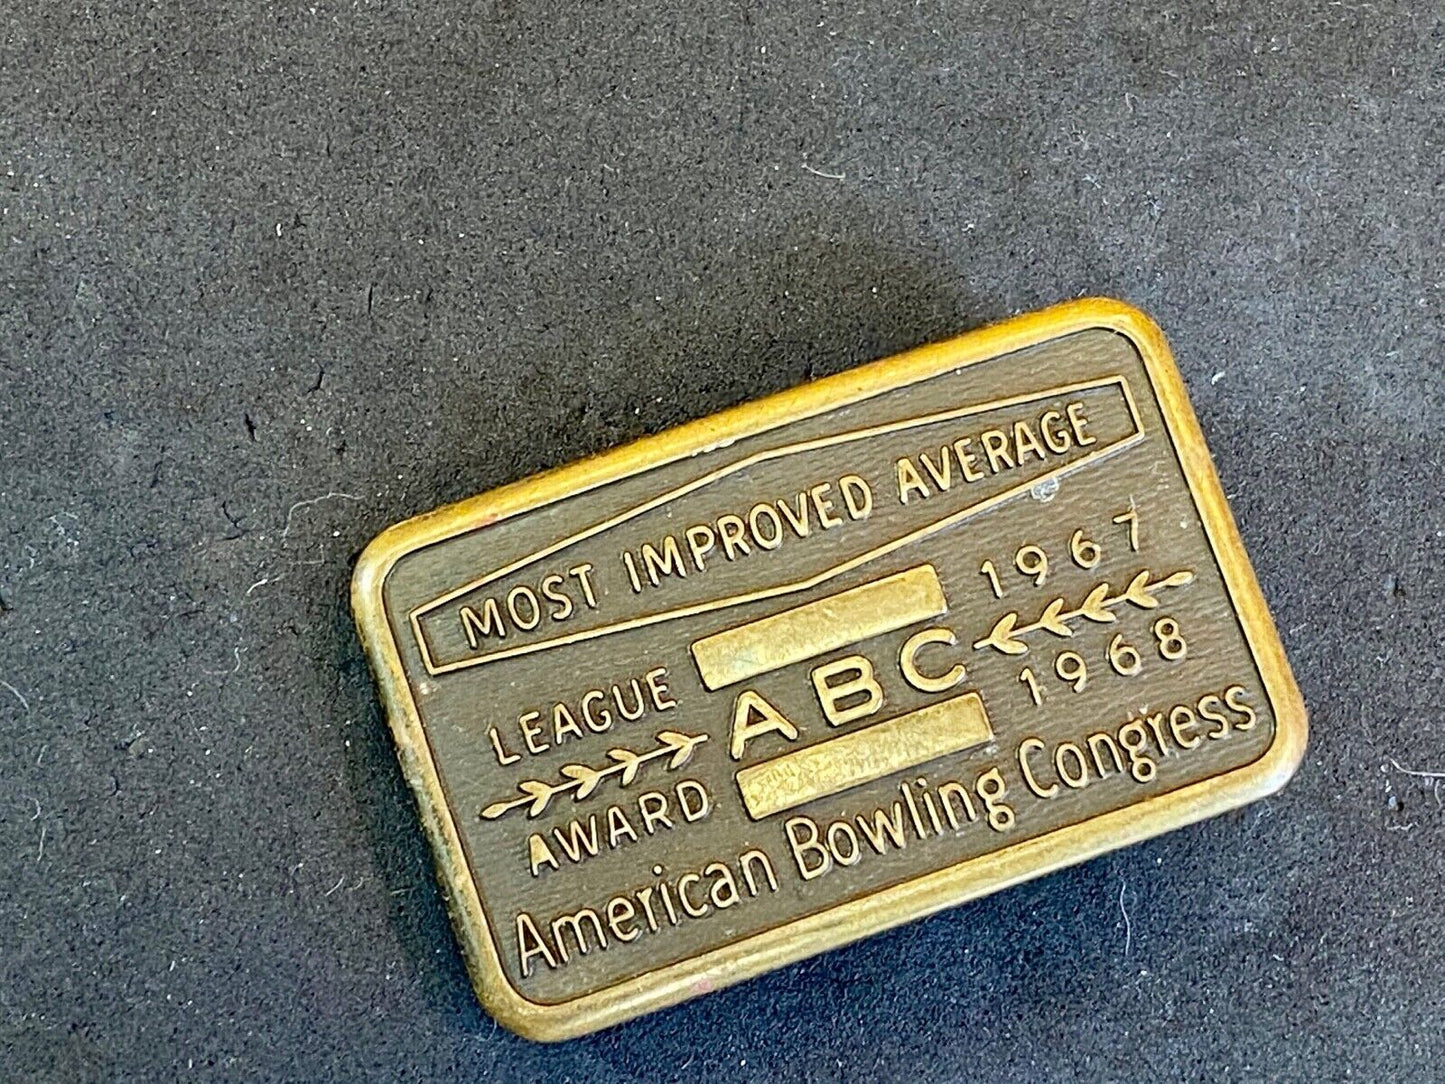 MOST IMPROVED AVERAGE
LEAGUE
AWARD
ABC
1967
1968
American Bowling Congress